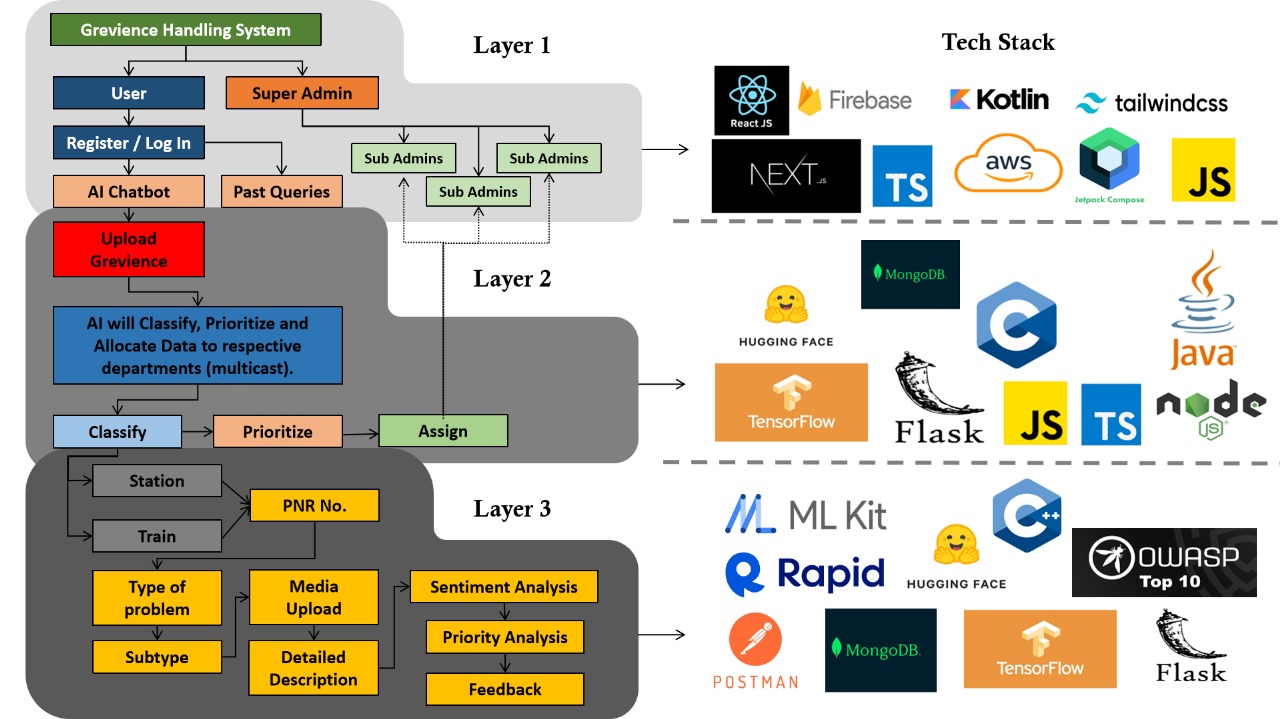 Grevience Handling System
Layer 1
Tech Stack
User
Super Admin
Register / Log In
Sub Admins
Sub Admins
Sub Admins
AI Chatbot
Past Queries
React JS
Firebase
Kotlin
tailwindcss
NEXT.JS
TS
aws
Jetpack Compose
JS
Upload
Grevience
Layer 2
AI will Classify, Prioritize and
Allocate Data to respective
departments (multicast).
Classify
Prioritize
Assign
HUGGING FACE
MongoDB.
C
Java
TensorFlow
Flask
JS
TS
node
JS
Station
Train
PNR No.
Layer 3
Type of
problem
Subtype
Media
Upload
Detailed
Description
Sentiment Analysis
Priority Analysis
Feedback
ML Kit
Rapid
HUGGING FACE
C++
OWASP
Top 10
POSTMAN
MongoDB.
TensorFlow
Flask